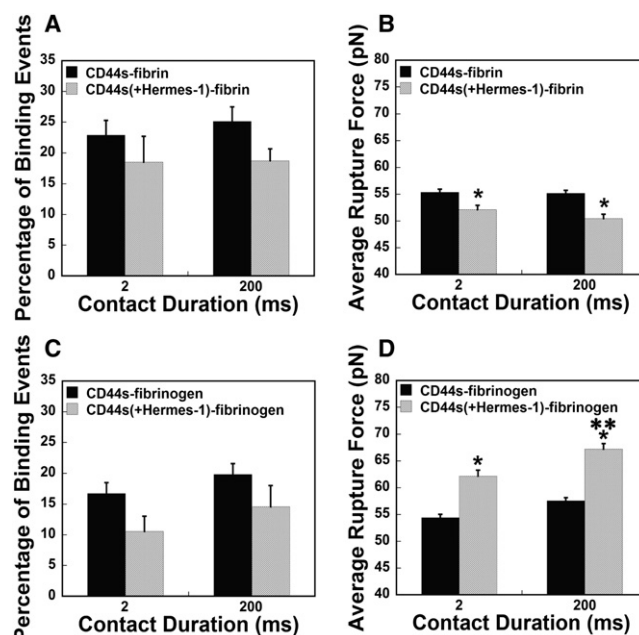 A
Percentage of Binding Events
35
30
25
20
15
10
5
0
CD44s-fibrin
CD44s(+Hermes-1)-fibrin
2
200
Contact Duration (ms)
B
Average Rupture Force (pN)
80
75
70
65
60
55
50
45
40
CD44s-fibrin
CD44s(+Hermes-1)-fibrin
*
*
2
200
Contact Duration (ms)
C
Percentage of Binding Events
35
30
25
20
15
10
5
0
CD44s-fibrinogen
CD44s(+Hermes-1)-fibrinogen
2
200
Contact Duration (ms)
D
Average Rupture Force (pN)
80
75
70
65
60
55
50
45
40
CD44s-fibrinogen
CD44s(+Hermes-1)-fibrinogen
*
**
*
2
200
Contact Duration (ms)